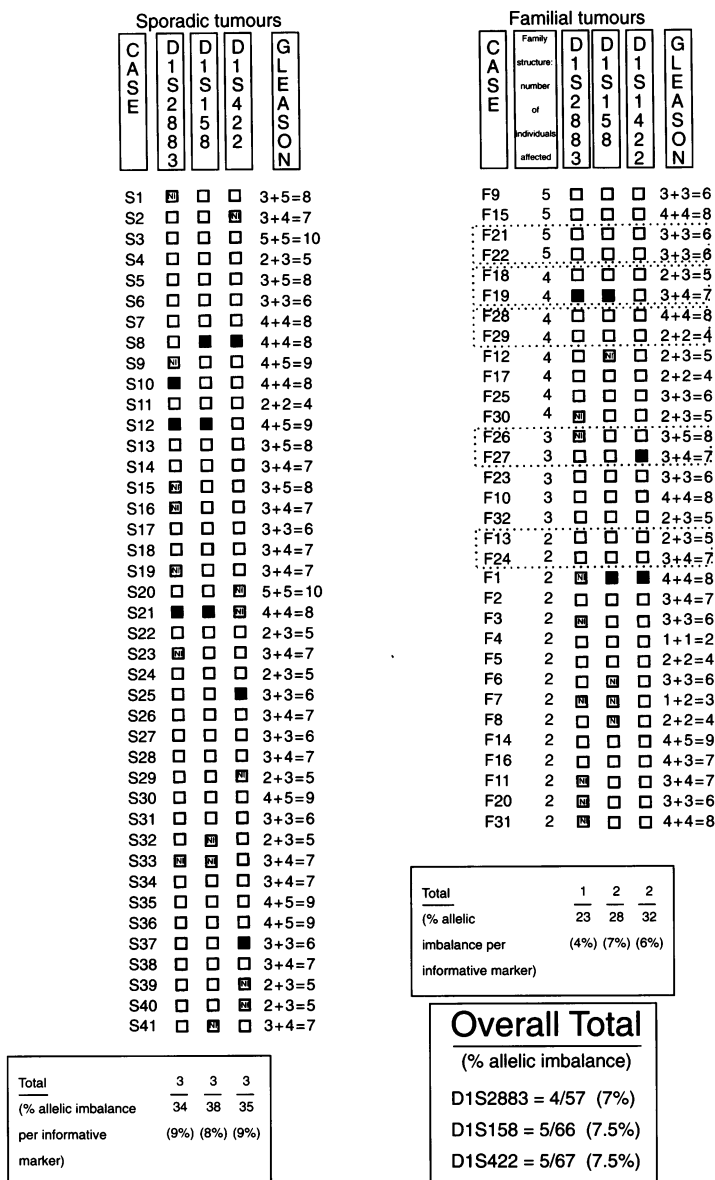 Sporadic tumours
CASE D1S2883 D1S158 D1S422 GLEASON
S1 NI 3+5=8
S2 NI 3+4=7
S3 5+5=10
S4 2+3=5
S5 3+5=8
S6 3+3=6
S7 4+4=8
S8 4+4=8
S9 NI 4+5=9
S10 4+4=8
S11 2+2=4
S12 4+5=9
S13 3+5=8
S14 3+4=7
S15 NI 3+5=8
S16 NI 3+4=7
S17 3+3=6
S18 3+4=7
S19 NI 3+4=7
S20 NI 5+5=10
S21 NI 4+4=8
S22 2+3=5
S23 NI 3+4=7
S24 2+3=5
S25 3+3=6
S26 3+4=7
S27 3+3=6
S28 3+4=7
S29 NI 2+3=5
S30 4+5=9
S31 3+3=6
S32 NI 2+3=5
S33 NI NI 3+4=7
S34 3+4=7
S35 4+5=9
S36 4+5=9
S37 3+3=6
S38 3+4=7
S39 NI 2+3=5
S40 NI 2+3=5
S41 NI 3+4=7
Total 3 3 3
(% allelic imbalance 34 38 35
per informative (9%) (8%) (9%)
marker)
Familial tumours
CASE Family structure: number of individuals affected D1S2883 D1S158 D1S1422 GLEASON
F9 5 3+3=6
F15 5 4+4=8
F21 5 3+3=6
F22 5 3+3=6
F18 4 2+3=5
F19 4 3+4=7
F28 4 4+4=8
F29 4 2+2=4
F12 4 NI 2+3=5
F17 4 2+2=4
F25 4 3+3=6
F30 4 NI 2+3=5
F26 3 NI 3+5=8
F27 3 3+4=7
F23 3 3+3=6
F10 3 4+4=8
F32 3 2+3=5
F13 2 2+3=5
F24 2 3+4=7
F1 2 NI 4+4=8
F2 2 3+4=7
F3 2 NI 3+3=6
F4 2 1+1=2
F5 2 2+2=4
F6 2 NI 3+3=6
F7 2 NI NI 1+2=3
F8 2 NI 2+2=4
F14 2 4+5=9
F16 2 4+3=7
F11 2 NI 3+4=7
F20 2 NI 3+3=6
F31 2 NI 4+4=8
Total 1 2 2
(% allelic 23 28 32
imbalance per (4%) (7%) (6%)
informative marker)
Overall Total
(% allelic imbalance)
D1S2883 = 4/57 (7%)
D1S158 = 5/66 (7.5%)
D1S422 = 5/67 (7.5%)